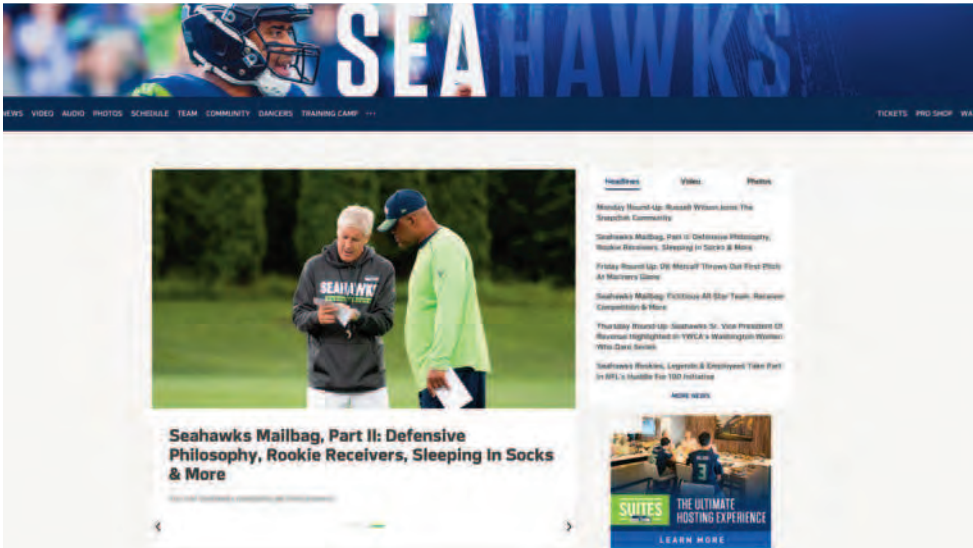 SEAHAWKS
NEWS VIDEO AUDIO PHOTOS SCHEDULE TEAM COMMUNITY DANCERS TRAINING CAMP ...
TICKETS PRO SHOP WA
SEAHAWKS
Seahawks Mailbag, Part II: Defensive
Philosophy, Rookie Receivers, Sleeping In Socks
& More
Headlines Video Photos
Monday Round-Up: Russell Wilson Joins The
Snapchat Community
Seahawks Mailbag, Part II: Defensive Philosophy,
Rookie Receivers, Sleeping In Socks & More
Friday Round-Up: DK Metcalf Throws Out First Pitch
At Mariners Game
Seahawks Mailbag: Fictitious All-Star Team, Receiver
Competition & More
Thursday Round-Up: Seahawks Sr. Vice President Of
Revenue Highlighted In YWCA's Washington Women
Who Dare Series
Seahawks Rookies, Legends & Employees Take Part
In NFL's Huddle For 100 Initiative
MORE NEWS
3
SUITES
THE ULTIMATE
HOSTING EXPERIENCE
LEARN MORE